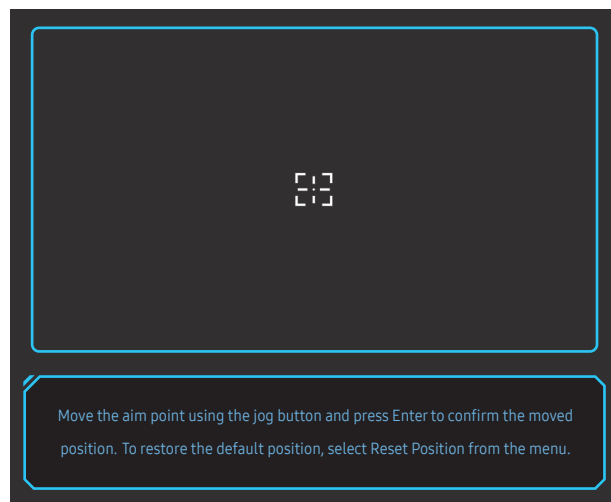 Move the aim point using the jog button and press Enter to confirm the moved
position. To restore the default position, select Reset Position from the menu.